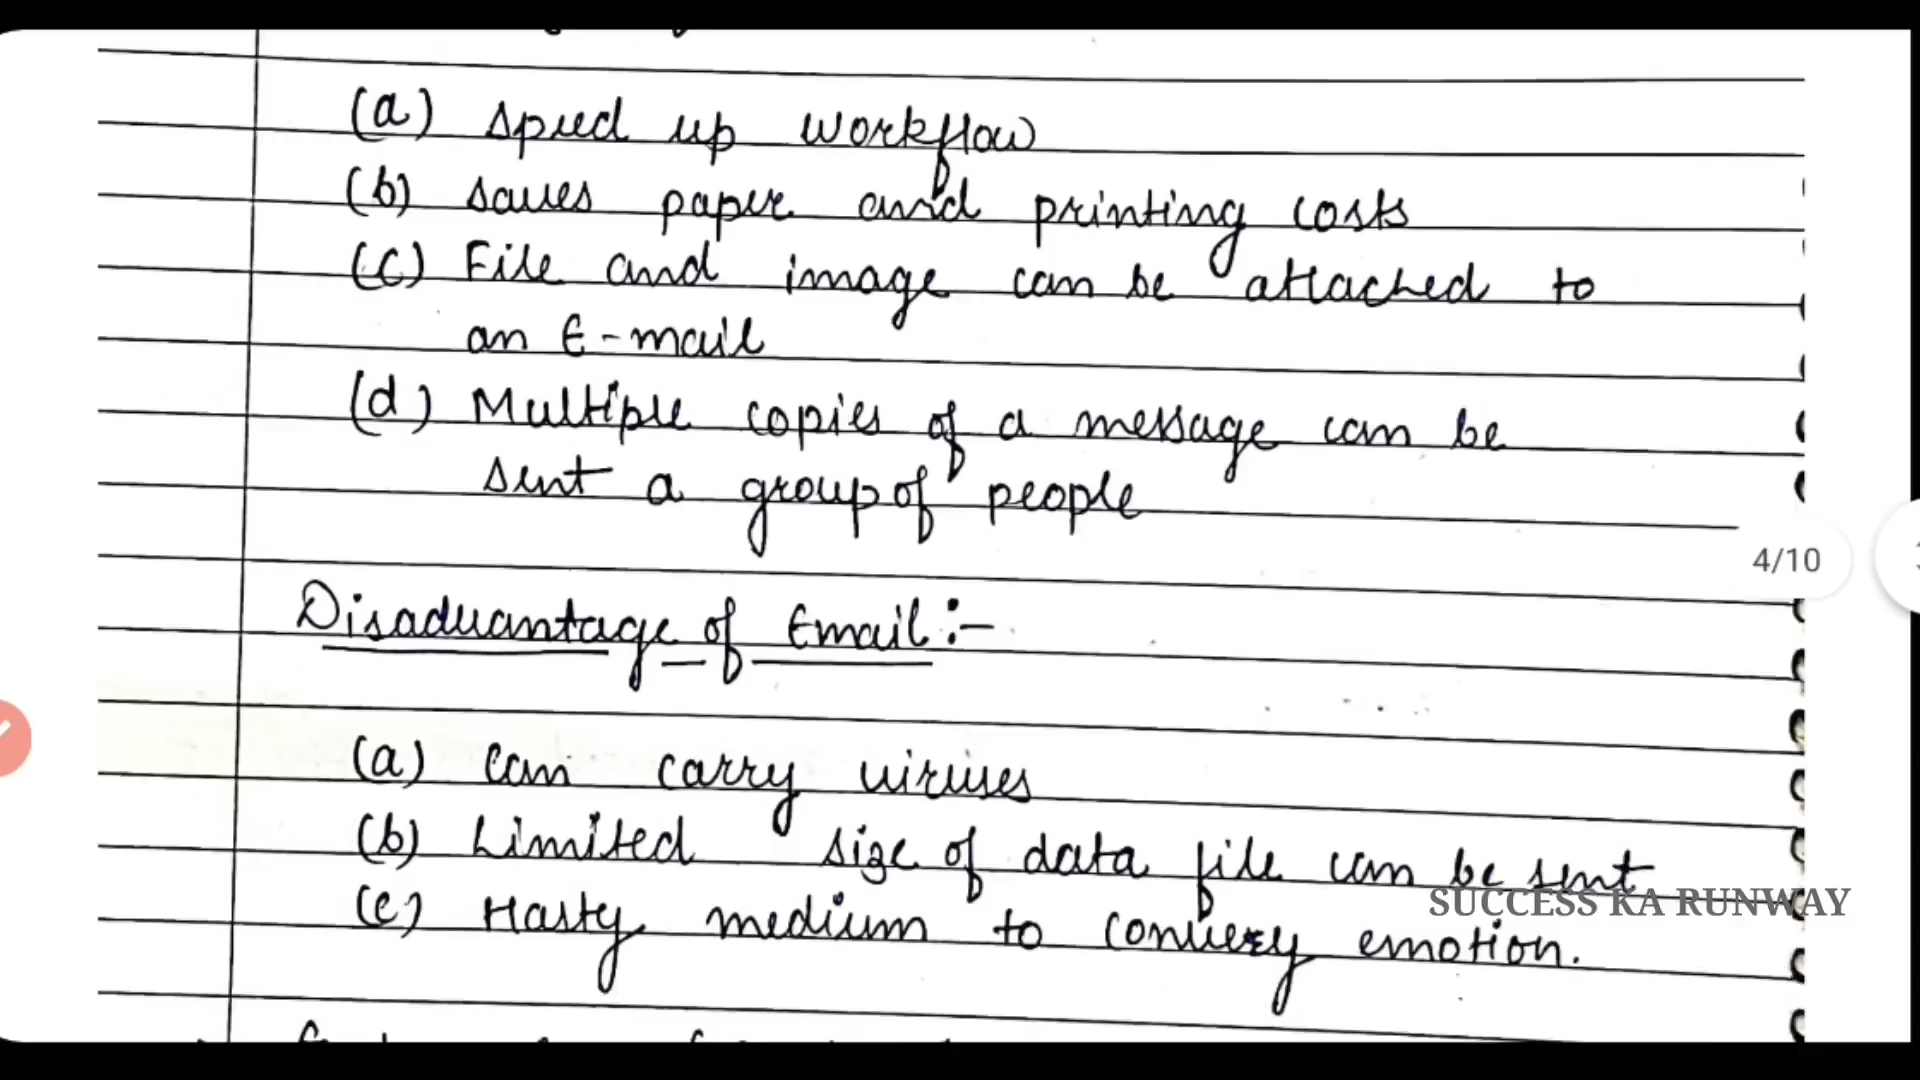 (a) Speed up workflow
(b) saves paper and printing costs
(c) File and image can be attached to
an E-mail
(d) Multiple copies of a message can be
sent a group of people
4/10
Disadvantage of Email :-
(a) Can carry viruses
(b) Limited size of data file can be sent
SUCCESS KA RUNWAY
(c) Hasty medium to convey emotion.